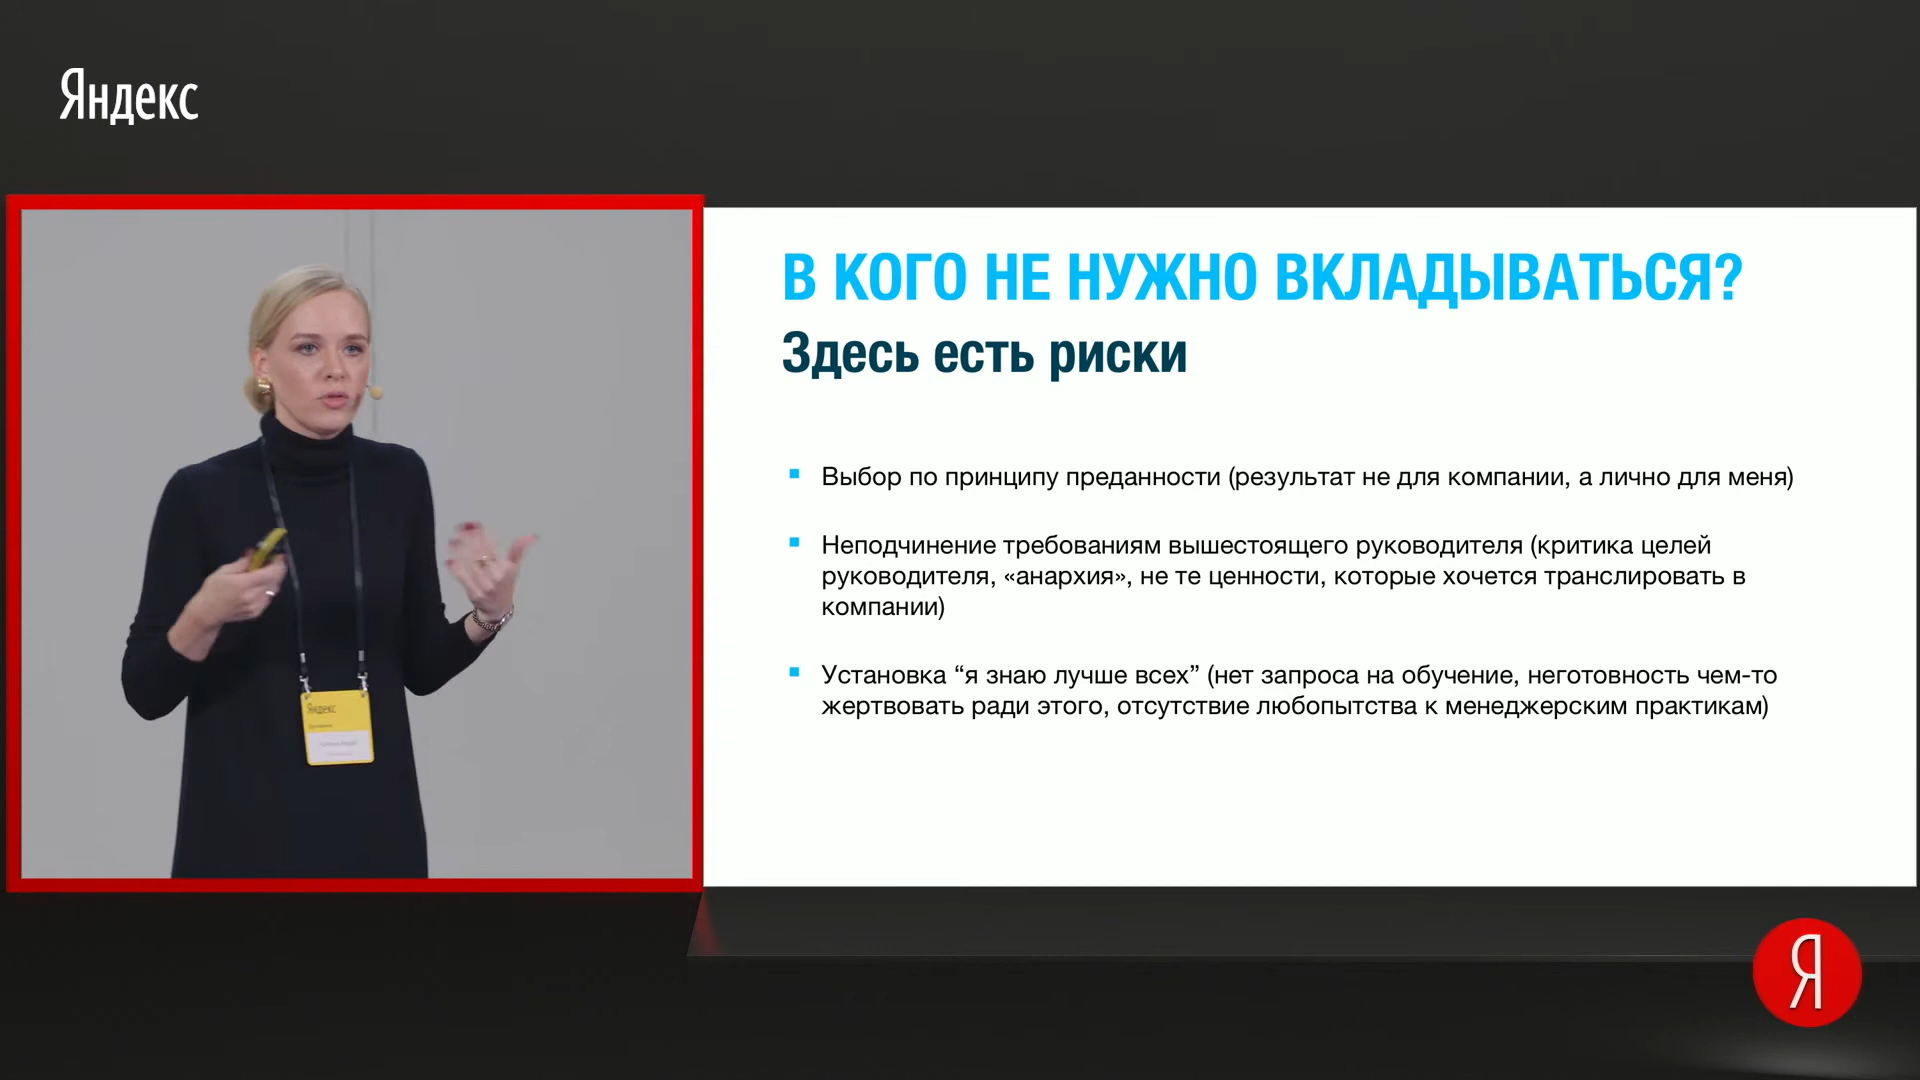 Яндекс
В КОГО НЕ НУЖНО ВКЛАДЫВАТЬСЯ?
Здесь есть риски
Выбор по принципу преданности (результат не для компании, а лично для меня)
Неподчинение требованиям вышестоящего руководителя (критика целей
руководителя, «анархия», не те ценности, которые хочется транслировать в
компании)
Установка “я знаю лучше всех” (нет запроса на обучение, неготовность чем-то
жертвовать ради этого, отсутствие любопытства к менеджерским практикам)
Яндекс
Я